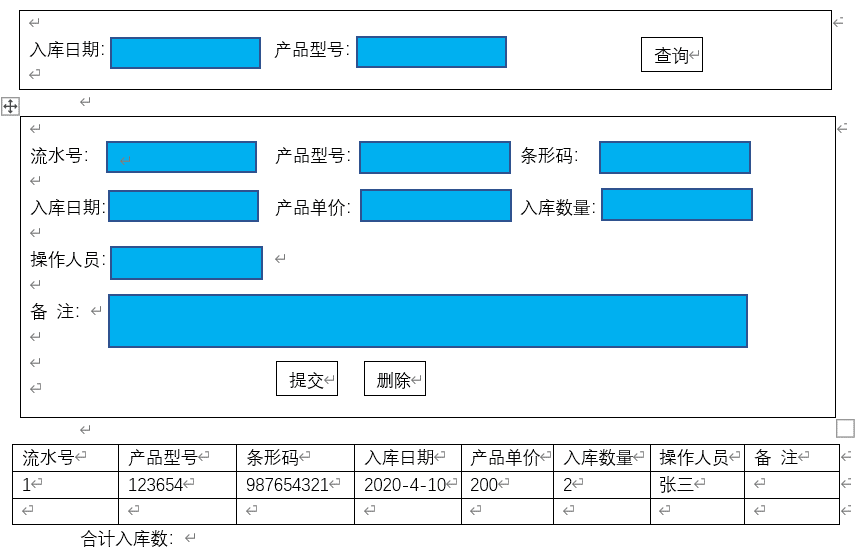 入库日期： 产品型号： 查询
流水号： 产品型号： 条形码：
入库日期： 产品单价： 入库数量：
操作人员：
备 注：
提交 删除
流水号 产品型号 条形码 入库日期 产品单价 入库数量 操作人员 备 注
1 123654 987654321 2020-4-10 200 2 张三
合计入库数：